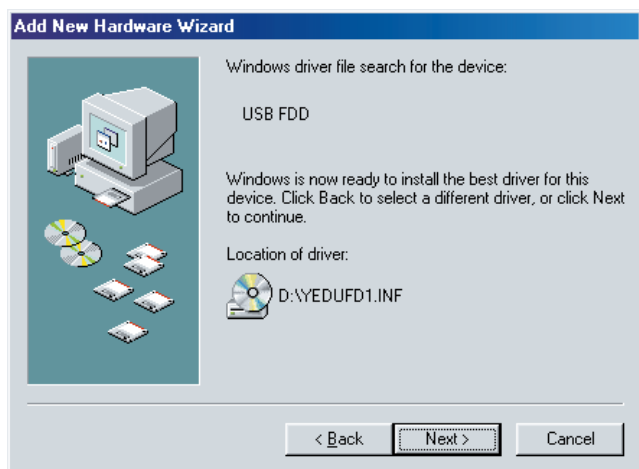 Add New Hardware Wizard
Windows driver file search for the device:
USB FDD
Windows is now ready to install the best driver for this
device. Click Back to select a different driver, or click Next
to continue.
Location of driver:
D:\YEDUFD1.INF
< Back
Next >
Cancel